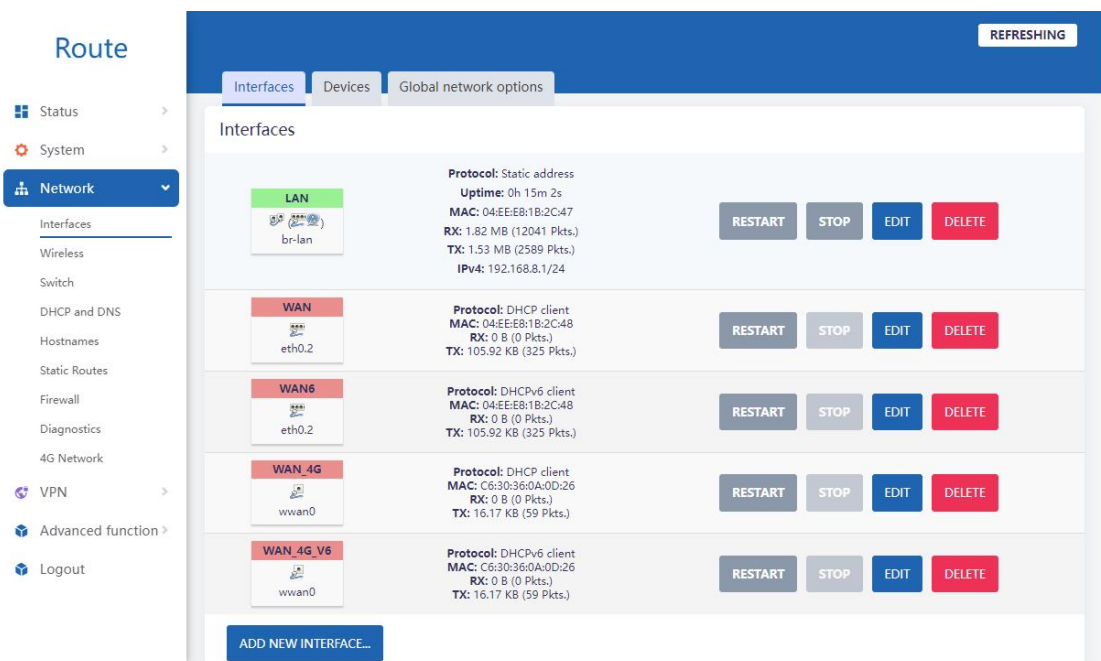 Route
REFRESHING
Interfaces
Devices
Global network options
Status
System
Network
Interfaces
Wireless
Switch
DHCP and DNS
Hostnames
Static Routes
Firewall
Diagnostics
4G Network
VPN
Advanced function
Logout
Interfaces
LAN
br-lan
Protocol: Static address
Uptime: 0h 15m 2s
MAC: 04:EE:E8:1B:2C:47
RX: 1.82 MB (12041 Pkts.)
TX: 1.53 MB (2589 Pkts.)
IPv4: 192.168.8.1/24
RESTART
STOP
EDIT
DELETE
WAN
eth0.2
Protocol: DHCP client
MAC: 04:EE:E8:1B:2C:48
RX: 0 B (0 Pkts.)
TX: 105.92 KB (325 Pkts.)
RESTART
STOP
EDIT
DELETE
WAN6
eth0.2
Protocol: DHCPv6 client
MAC: 04:EE:E8:1B:2C:48
RX: 0 B (0 Pkts.)
TX: 105.92 KB (325 Pkts.)
RESTART
STOP
EDIT
DELETE
WAN_4G
wwan0
Protocol: DHCP client
MAC: C6:30:36:0A:0D:26
RX: 0 B (0 Pkts.)
TX: 16.17 KB (59 Pkts.)
RESTART
STOP
EDIT
DELETE
WAN_4G_V6
wwan0
Protocol: DHCPv6 client
MAC: C6:30:36:0A:0D:26
RX: 0 B (0 Pkts.)
TX: 16.17 KB (59 Pkts.)
RESTART
STOP
EDIT
DELETE
ADD NEW INTERFACE...